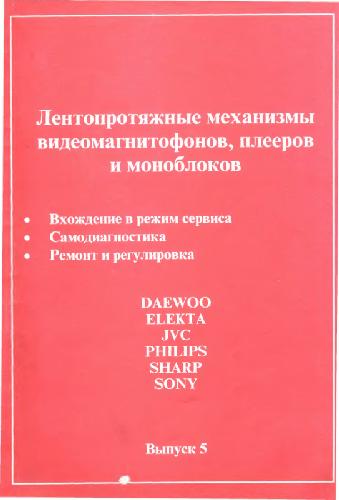 Лентопротяжные механизмы
видеомагнитофонов, плееров
и моноблоков
• Вхождение в режим сервиса
• Самодиагностика
• Ремонт и регулировка
DAEWOO
ELEKTA
JVC
PHILIPS
SHARP
SONY
Выпуск 5